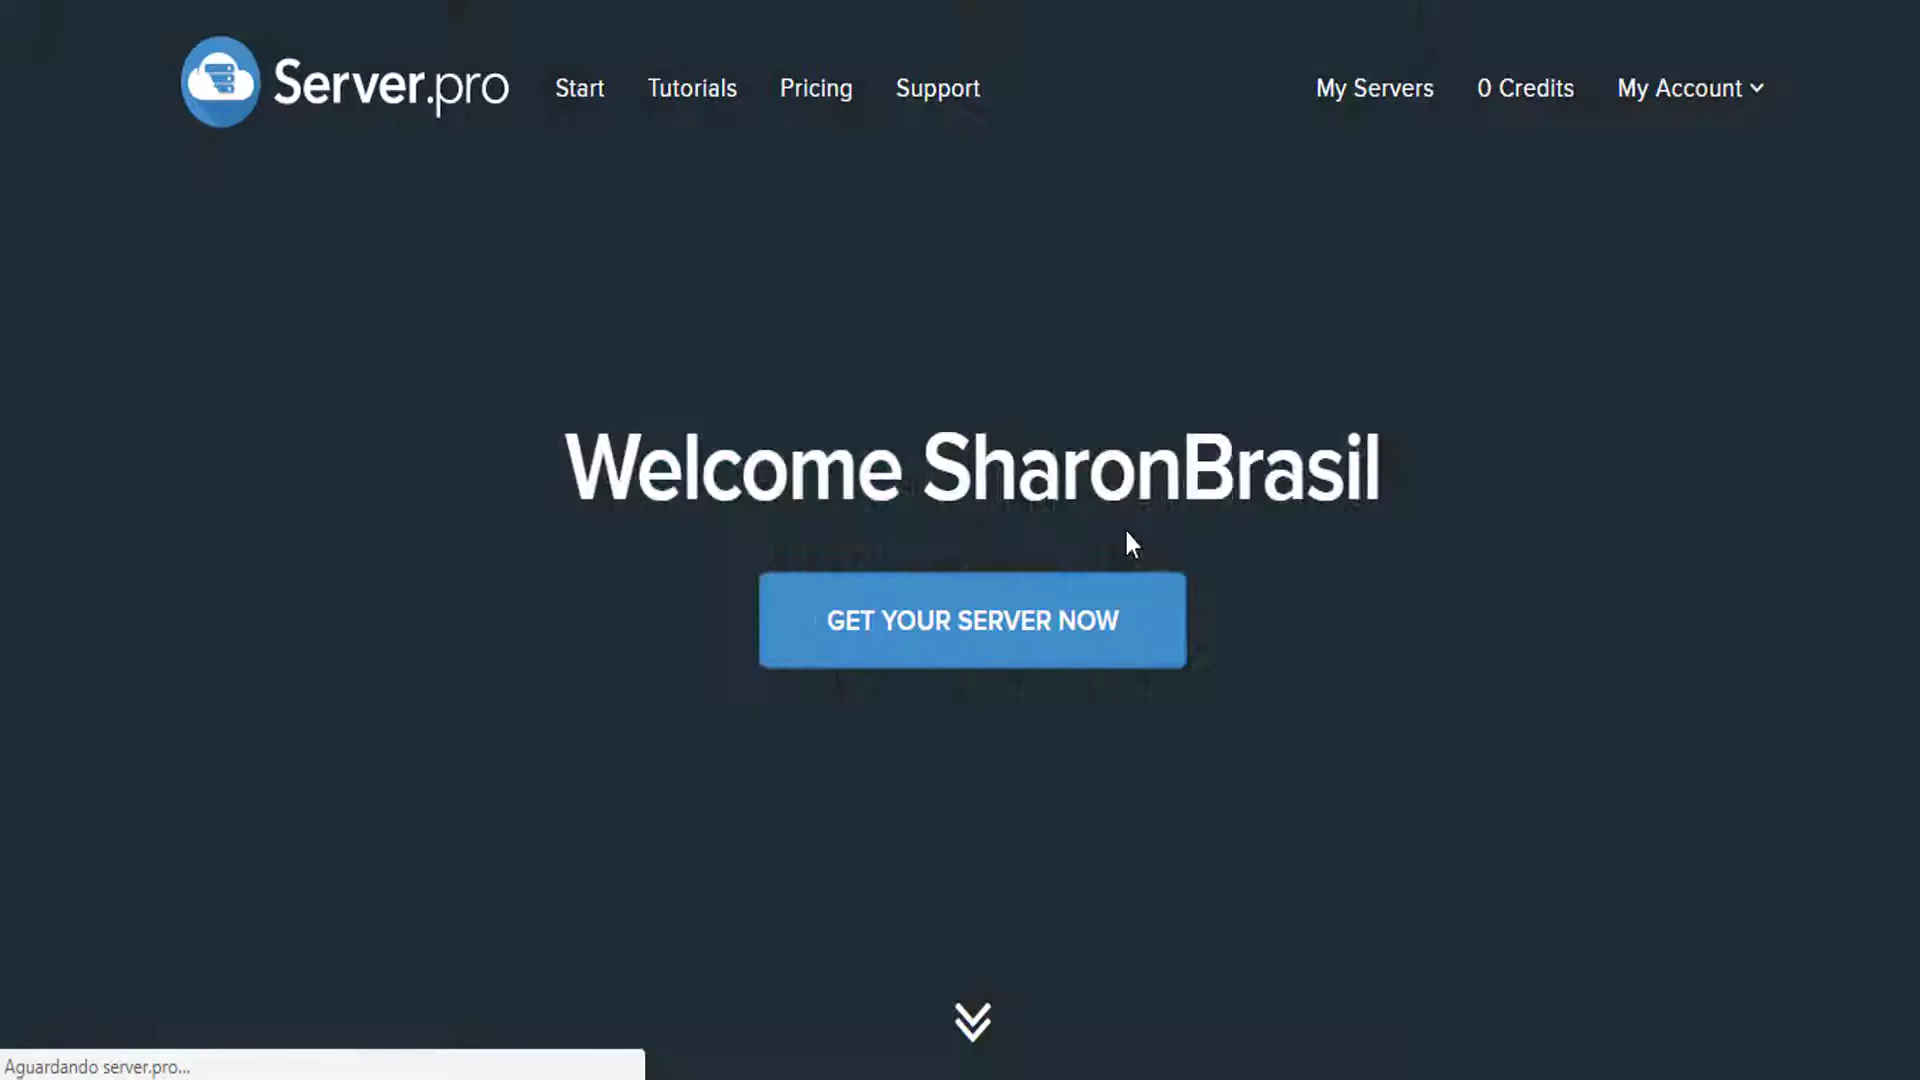 Server.pro
Start Tutorials Pricing Support
My Servers 0 Credits My Account
Welcome SharonBrasil
GET YOUR SERVER NOW
Aguardando server.pro...